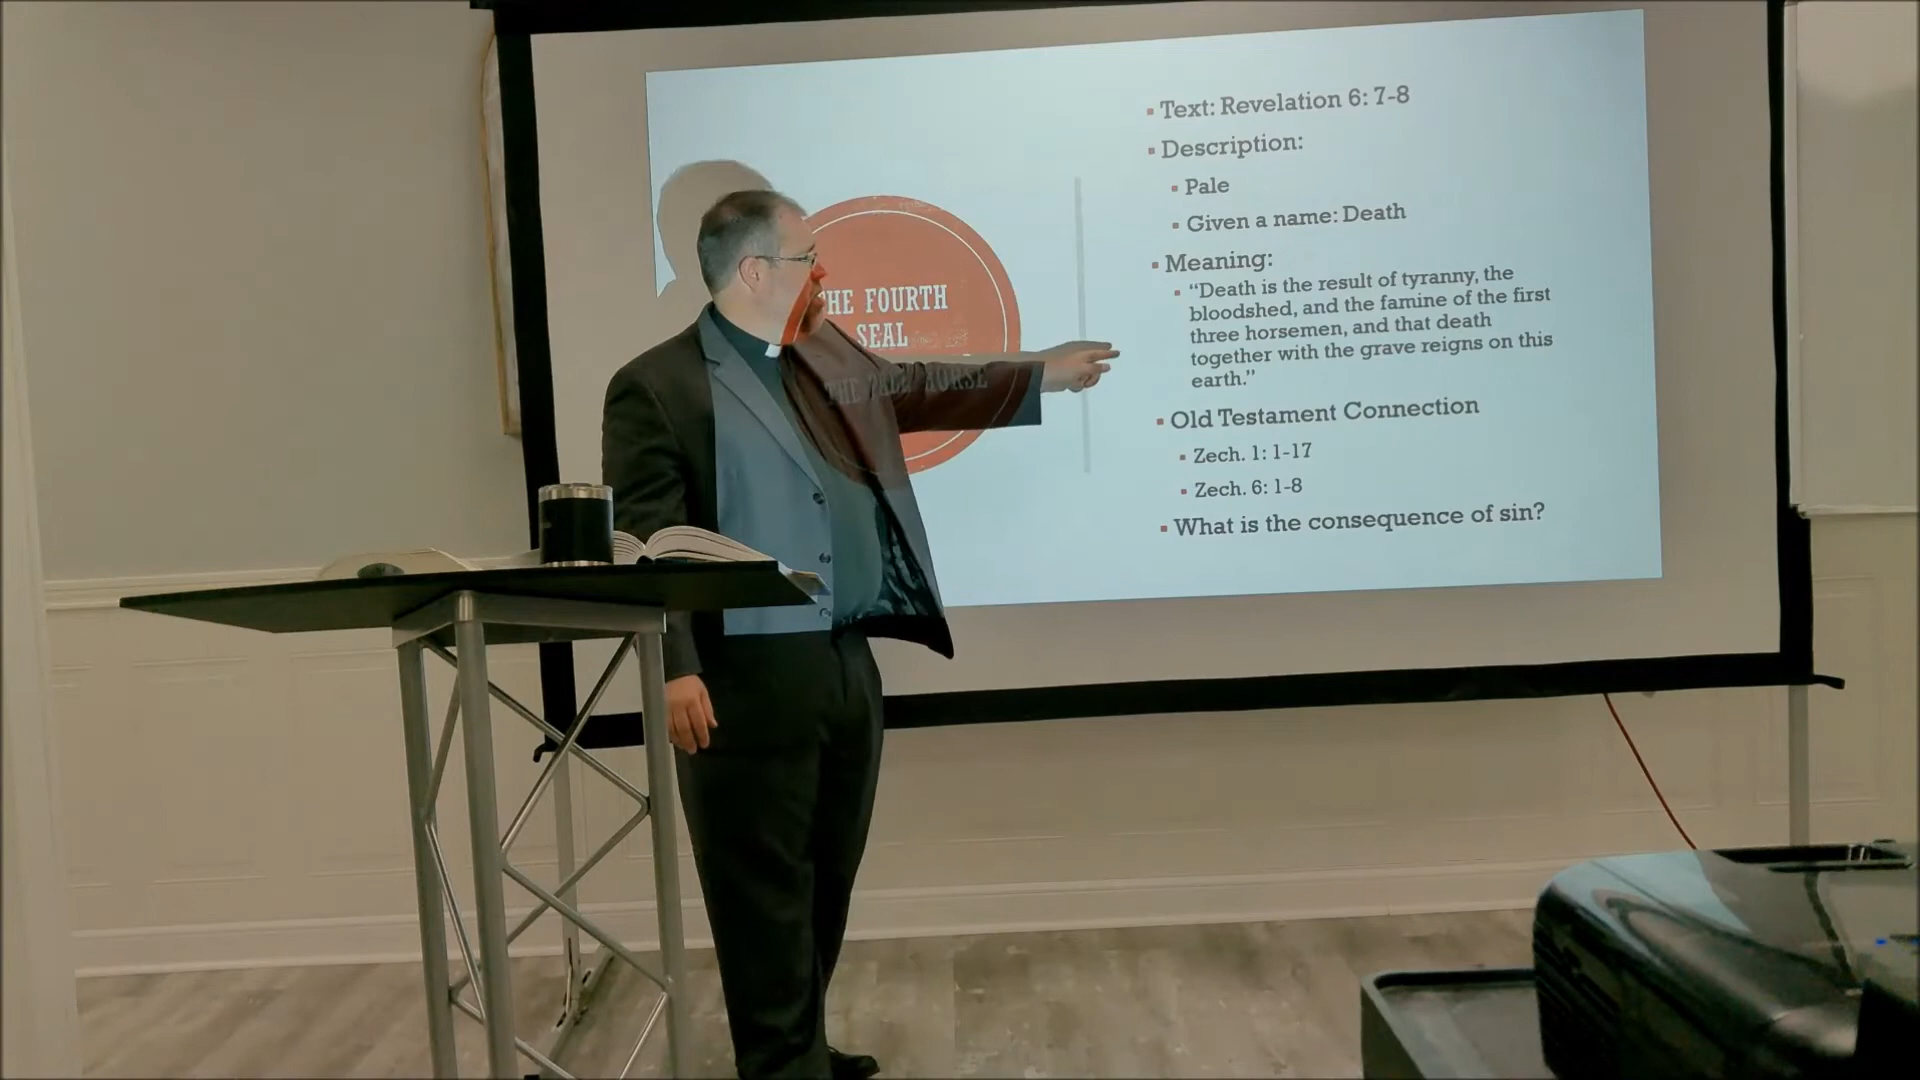 THE FOURTH
SEAL
THE PALE HORSE
Text: Revelation 6: 7-8
Description:
Pale
Given a name: Death
Meaning:
“Death is the result of tyranny, the
bloodshed, and the famine of the first
three horsemen, and that death
together with the grave reigns on this
earth.”
Old Testament Connection
Zech. 1: 1-17
Zech. 6: 1-8
What is the consequence of sin?